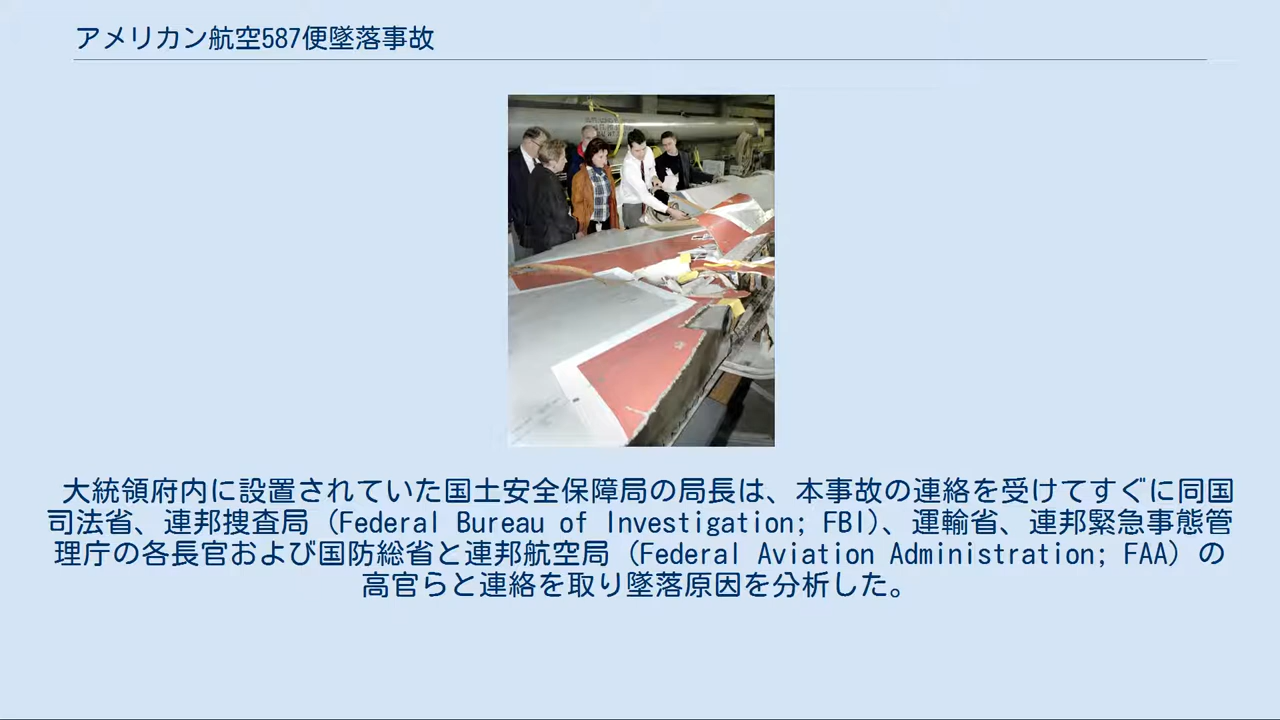 アメリカン航空587便墜落事故
大統領府内に設置されていた国土安全保障局の局長は、本事故の連絡を受けてすぐに同国
司法省、連邦捜査局（Federal Bureau of Investigation; FBI）、運輸省、連邦緊急事態管
理庁の各長官および国防総省と連邦航空局（Federal Aviation Administration; FAA）の
高官らと連絡を取り墜落原因を分析した。